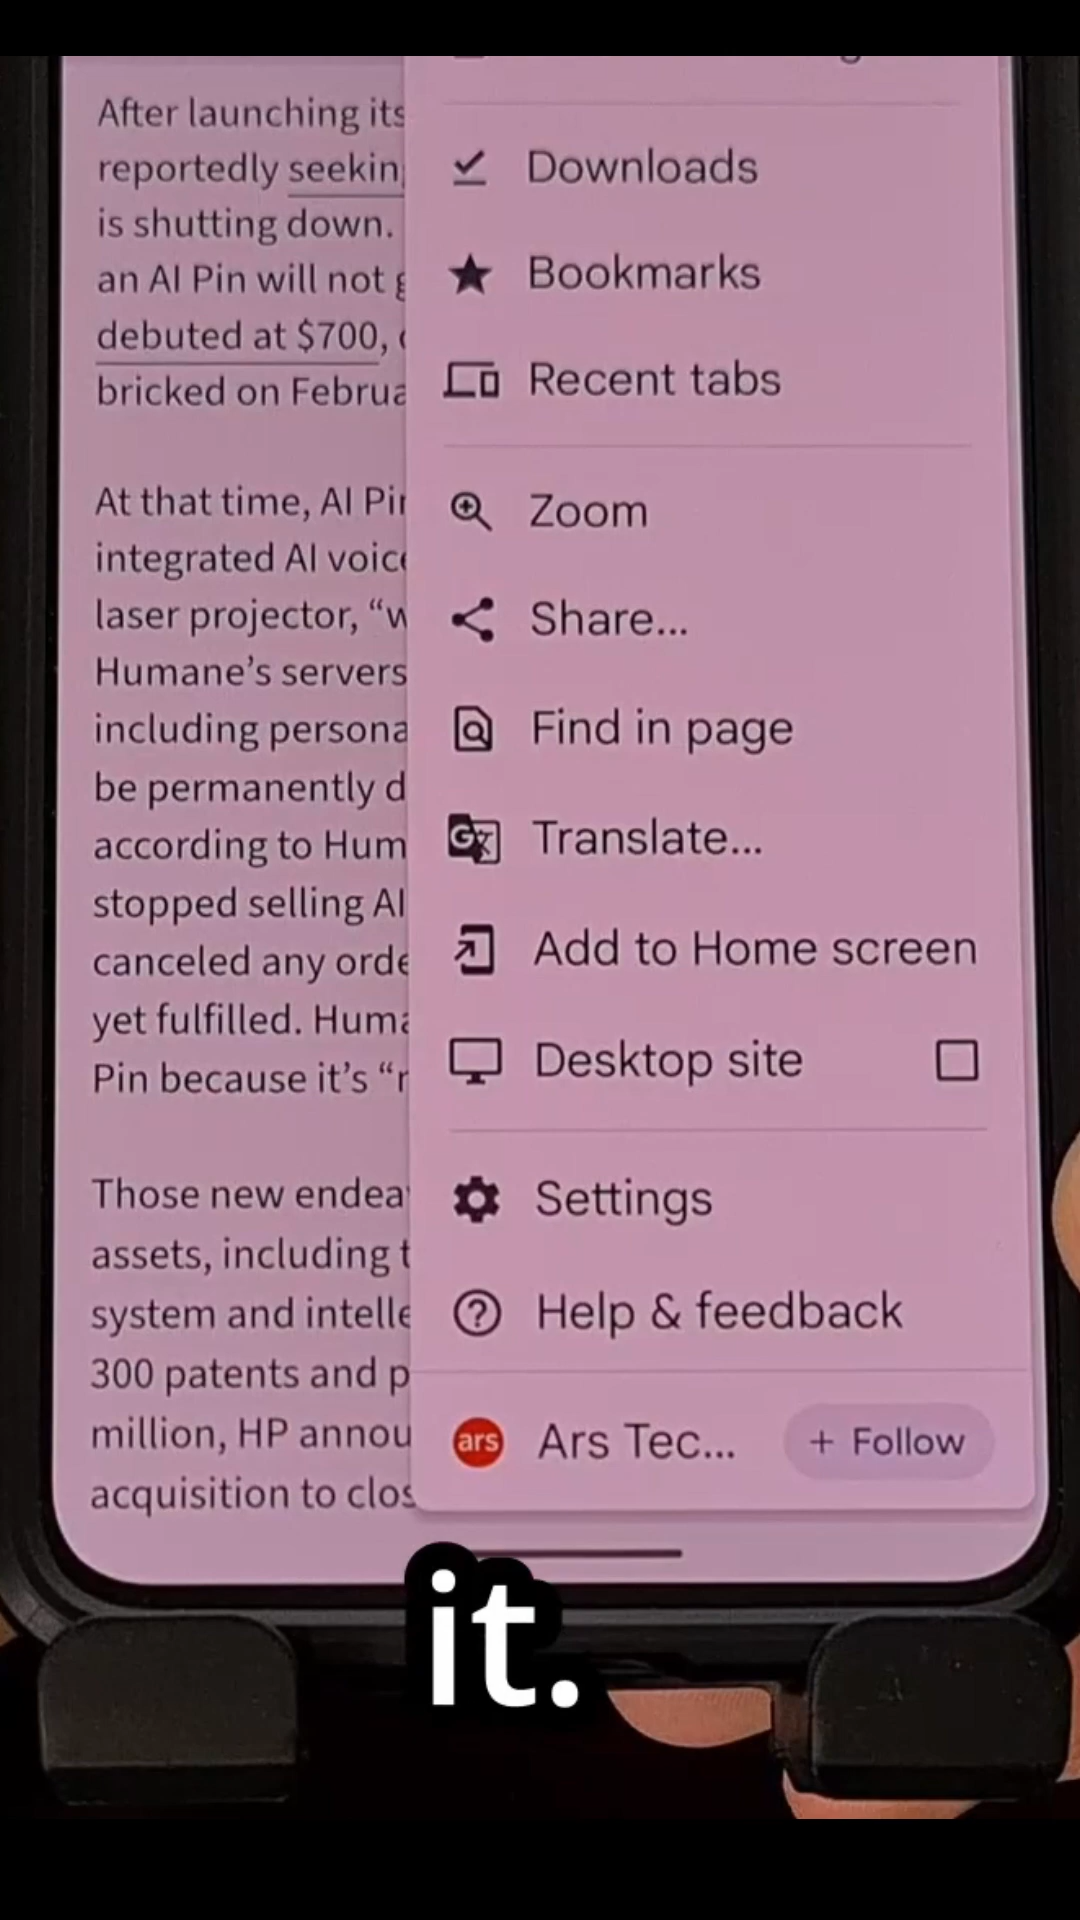 After launching its
reportedly seekin
is shutting down.
an AI Pin will not
debuted at $700,
bricked on Februa
At that time, AI Pi
integrated AI voic
laser projector, “w
Humane’s servers
including persona
be permanently d
according to Hum
stopped selling AI
canceled any orde
yet fulfilled. Huma
Pin because it’s “r
Those new endea
assets, including t
system and intelle
300 patents and p
million, HP annou
acquisition to clos
Downloads
Bookmarks
Recent tabs
Zoom
Share...
Find in page
Translate...
Add to Home screen
Desktop site
Settings
Help & feedback
ars Ars Tec... + Follow
it.